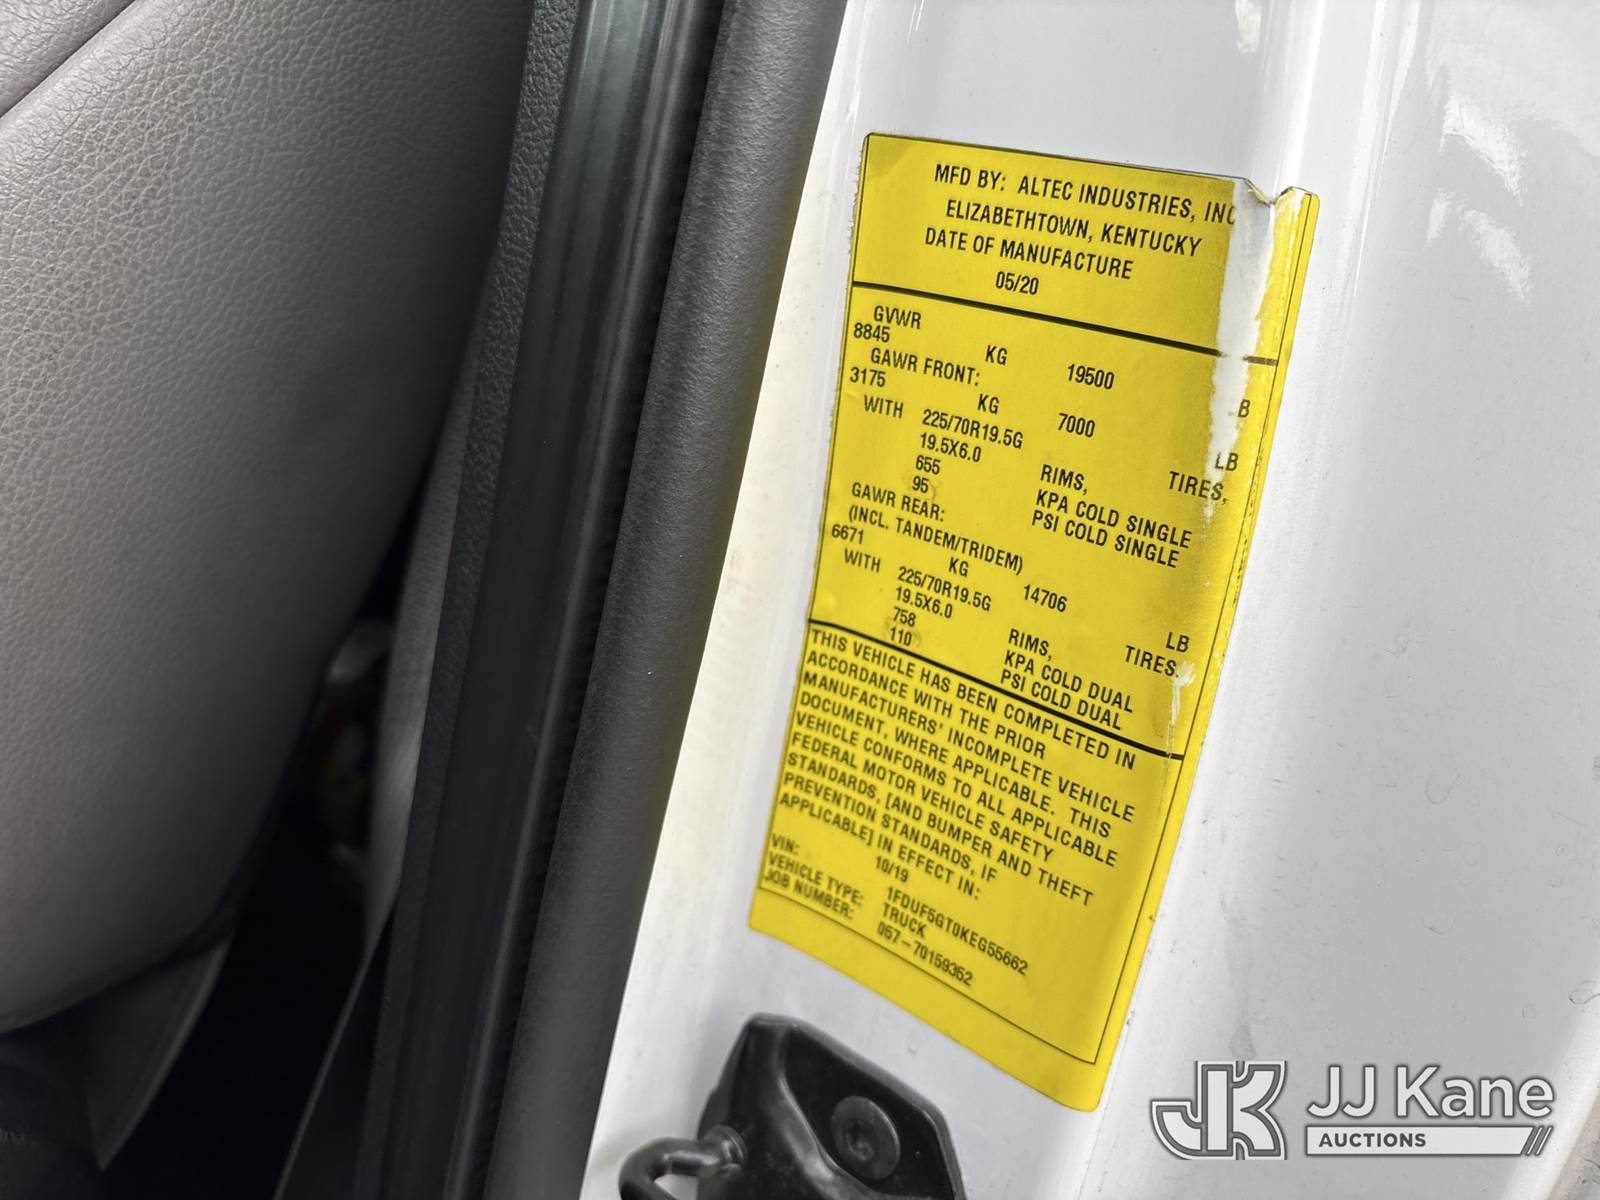 MFD BY: ALTEC INDUSTRIES, INC
ELIZABETHTOWN, KENTUCKY
DATE OF MANUFACTURE
05/20
GVWR
8845 KG 19500 LB
GAWR FRONT:
3175 KG 7000 LB
WITH 225/70R19.5G TIRES,
19.5X6.0 RIMS,
655 KPA COLD SINGLE
95 PSI COLD SINGLE
GAWR REAR:
(INCL. TANDEM/TRIDEM)
6671 KG 14706 LB
WITH 225/70R19.5G TIRES.
19.5X6.0 RIMS,
758 KPA COLD DUAL
110 PSI COLD DUAL
THIS VEHICLE HAS BEEN COMPLETED IN
ACCORDANCE WITH THE PRIOR
MANUFACTURERS' INCOMPLETE VEHICLE
DOCUMENT, WHERE APPLICABLE. THIS
VEHICLE CONFORMS TO ALL APPLICABLE
FEDERAL MOTOR VEHICLE SAFETY
STANDARDS, [AND BUMPER AND THEFT
PREVENTION STANDARDS, IF
APPLICABLE] IN EFFECT IN:
10/19
VIN: 1FDUF5GT0KEG55662
VEHICLE TYPE: TRUCK
JOB NUMBER: 067-70159352
JK JJ Kane
AUCTIONS